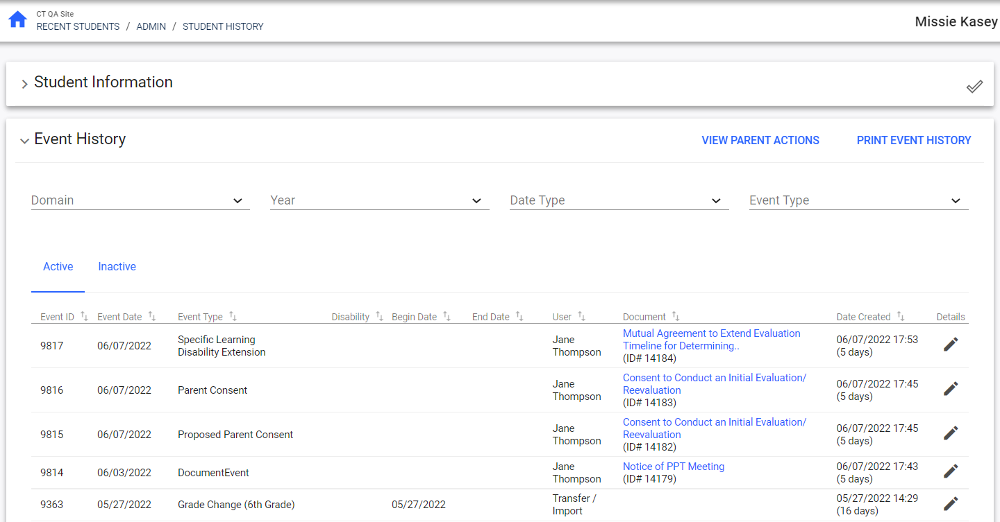 CT QA Site
RECENT STUDENTS / ADMIN / STUDENT HISTORY
Missie Kasey
Student Information
Event History
VIEW PARENT ACTIONS
PRINT EVENT HISTORY
Domain
Year
Date Type
Event Type
Active
Inactive
Event ID Event Date Event Type Disability Begin Date End Date User Document Date Created Details
9817
06/07/2022
Specific Learning
Disability Extension
Jane
Thompson
Mutual Agreement to Extend Evaluation
Timeline for Determining..
(ID# 14184)
06/07/2022 17:53
(5 days)
9816
06/07/2022
Parent Consent
Jane
Thompson
Consent to Conduct an Initial Evaluation/
Reevaluation
(ID# 14183)
06/07/2022 17:45
(5 days)
9815
06/07/2022
Proposed Parent Consent
Jane
Thompson
Consent to Conduct an Initial Evaluation/
Reevaluation
(ID# 14182)
06/07/2022 17:45
(5 days)
9814
06/03/2022
DocumentEvent
Jane
Thompson
Notice of PPT Meeting
(ID# 14179)
06/07/2022 17:43
(5 days)
9363
05/27/2022
Grade Change (6th Grade)
05/27/2022
Transfer /
Import
05/27/2022 14:29
(16 days)